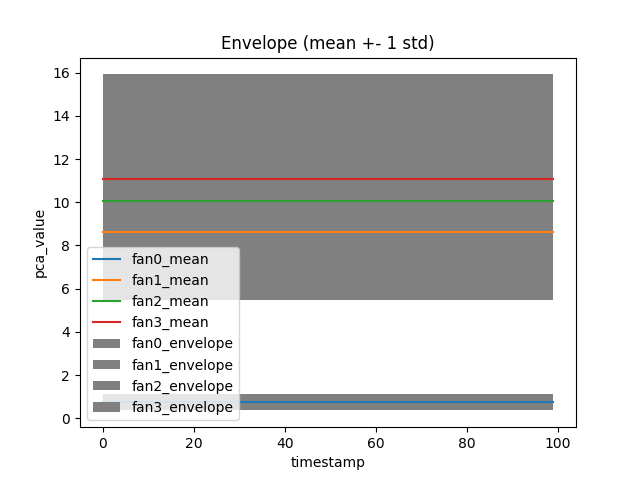 Envelope (mean +- 1 std)
16
14
12
10
8
6
4
2
0
pca_value
fan0_mean
fan1_mean
fan2_mean
fan3_mean
fan0_envelope
fan1_envelope
fan2_envelope
fan3_envelope
0 20 40 60 80 100
timestamp